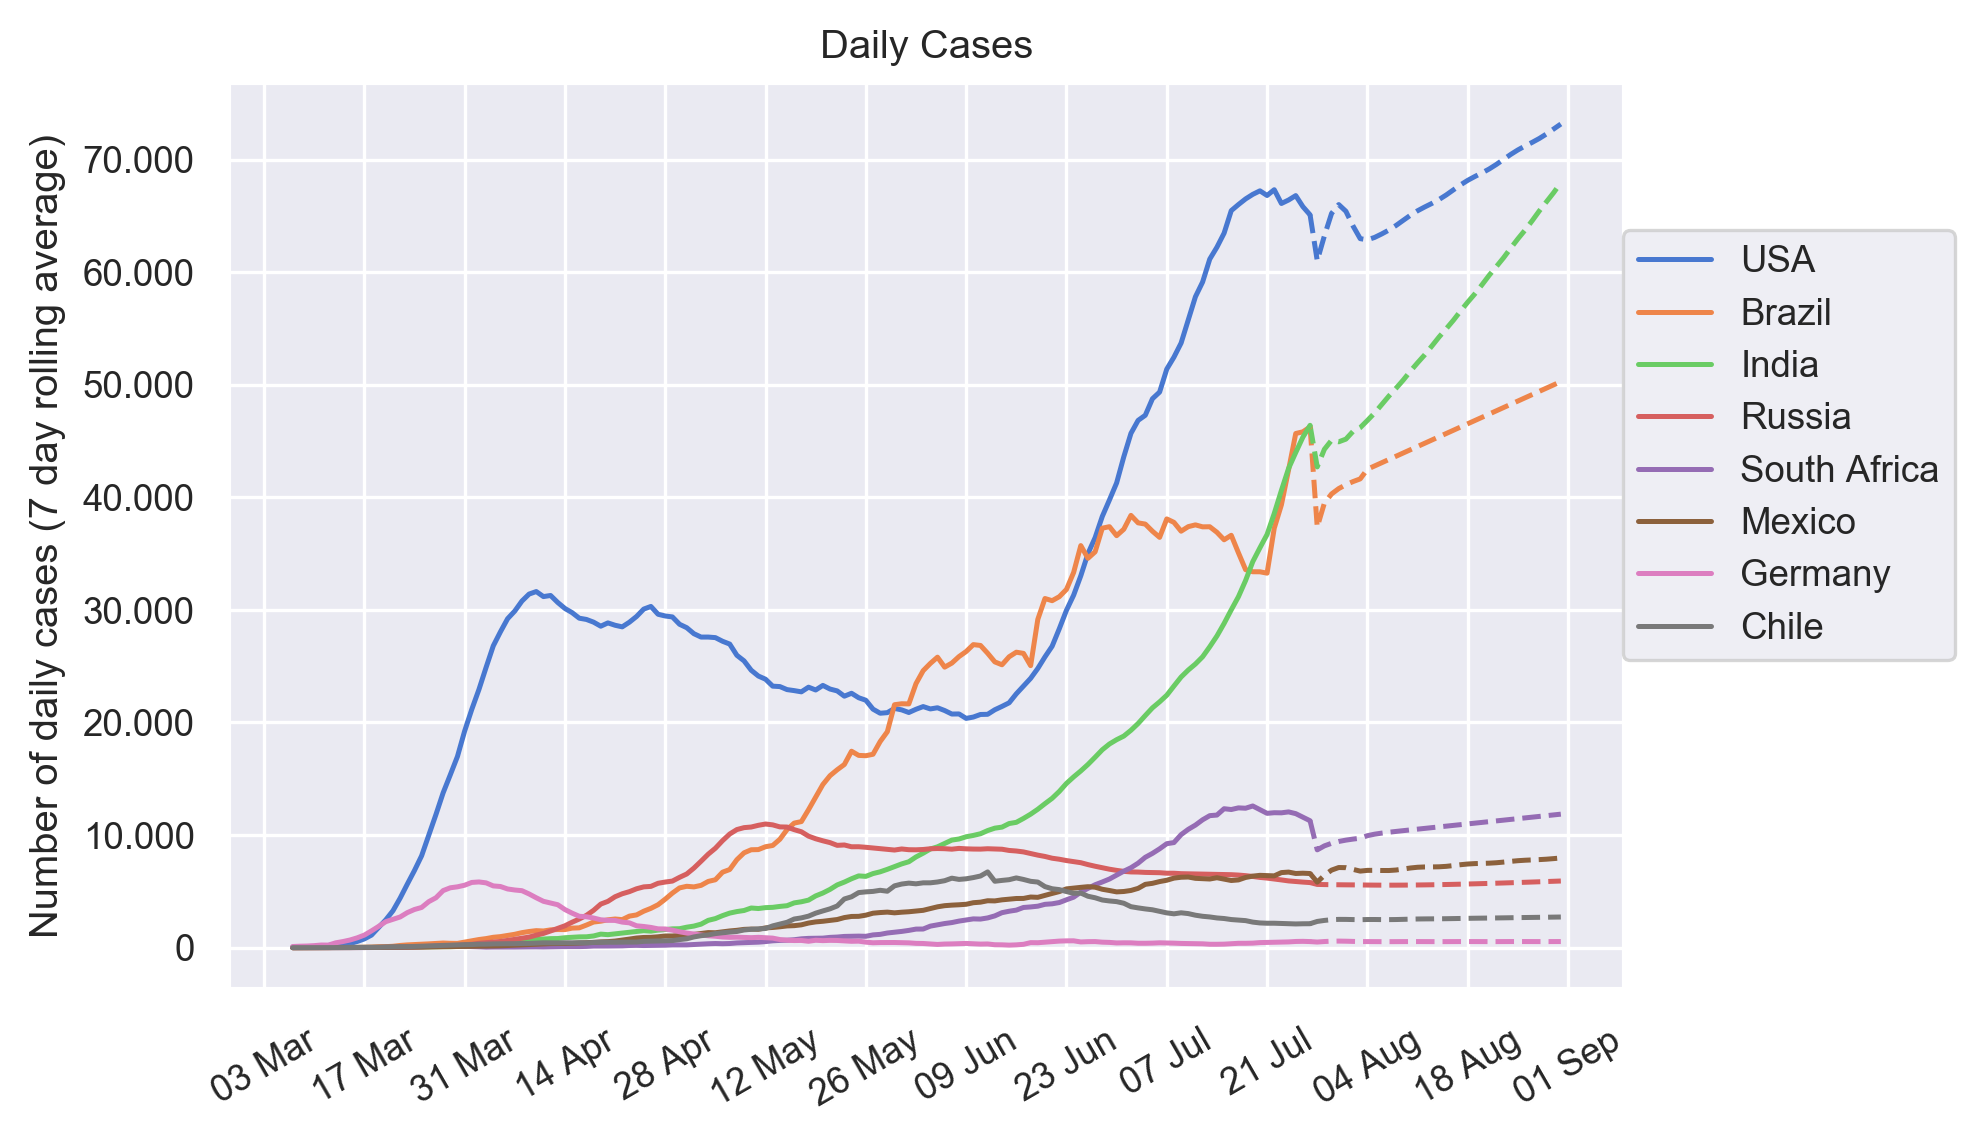 Daily Cases
Number of daily cases (7 day rolling average)
70.000
60.000
50.000
40.000
30.000
20.000
10.000
0
03 Mar
17 Mar
31 Mar
14 Apr
28 Apr
12 May
26 May
09 Jun
23 Jun
07 Jul
21 Jul
04 Aug
18 Aug
01 Sep
USA
Brazil
India
Russia
South Africa
Mexico
Germany
Chile